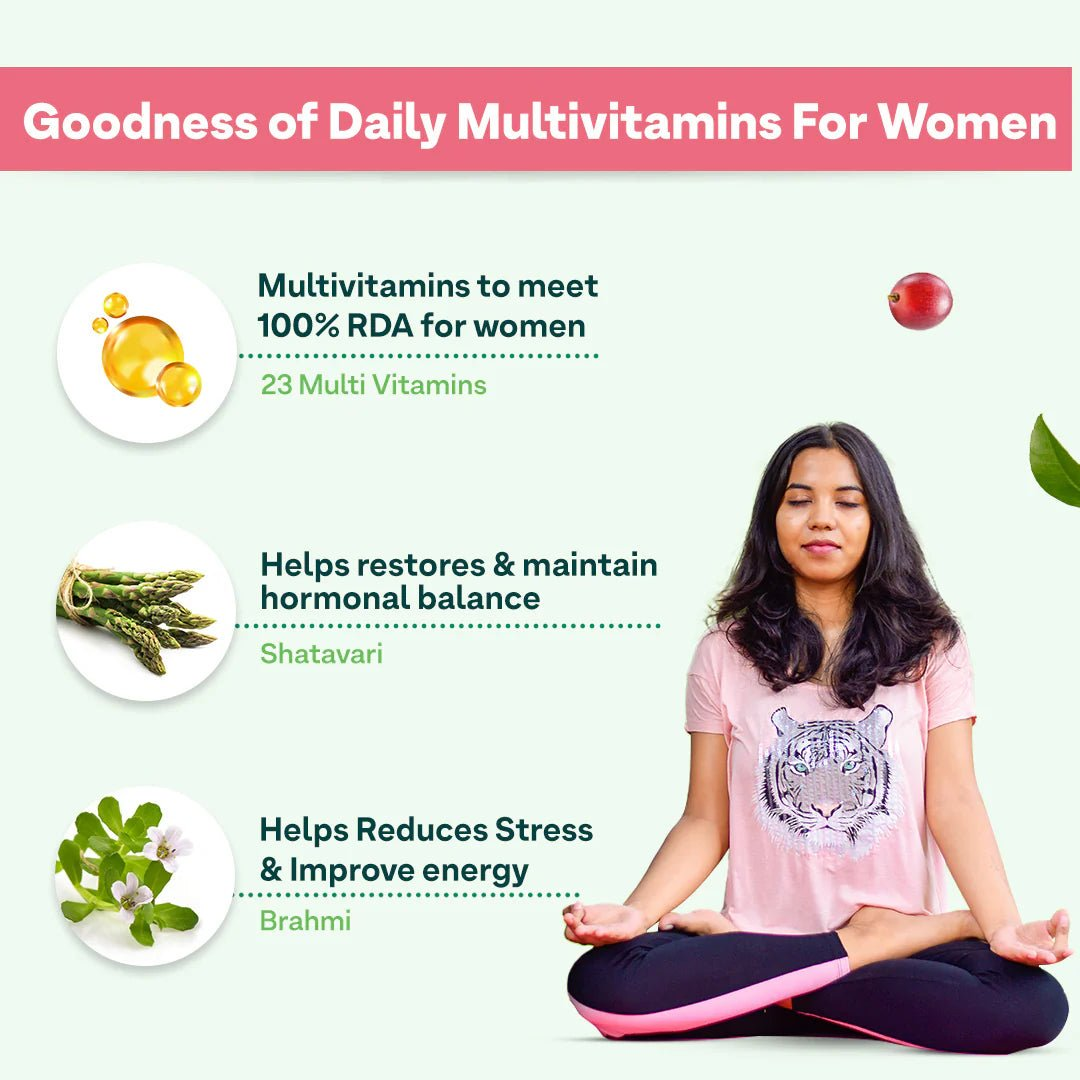 Goodness of Daily Multivitamins For Women
Multivitamins to meet
100% RDA for women
23 Multi Vitamins
Helps restores & maintain
hormonal balance
Shatavari
Helps Reduces Stress
& Improve energy
Brahmi